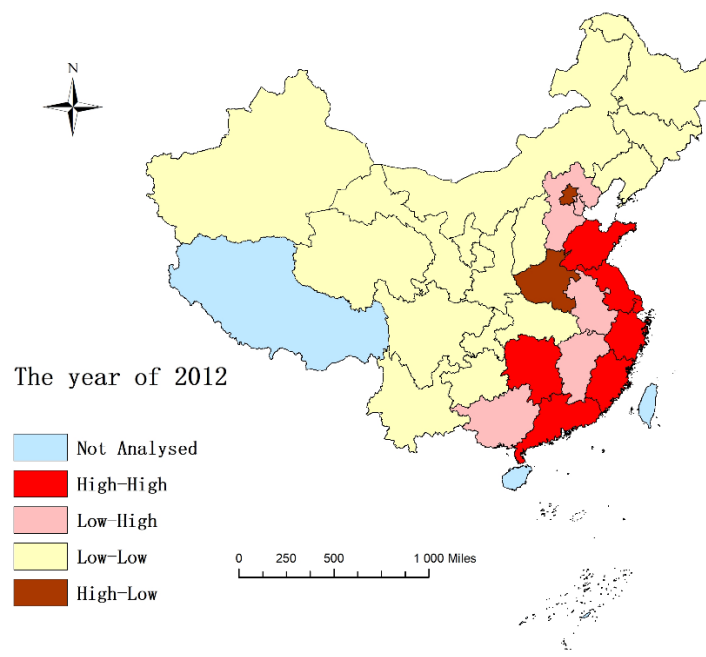 N
The year of 2012
Not Analysed
High-High
Low-High
Low-Low
High-Low
0 250 500 1 000 Miles